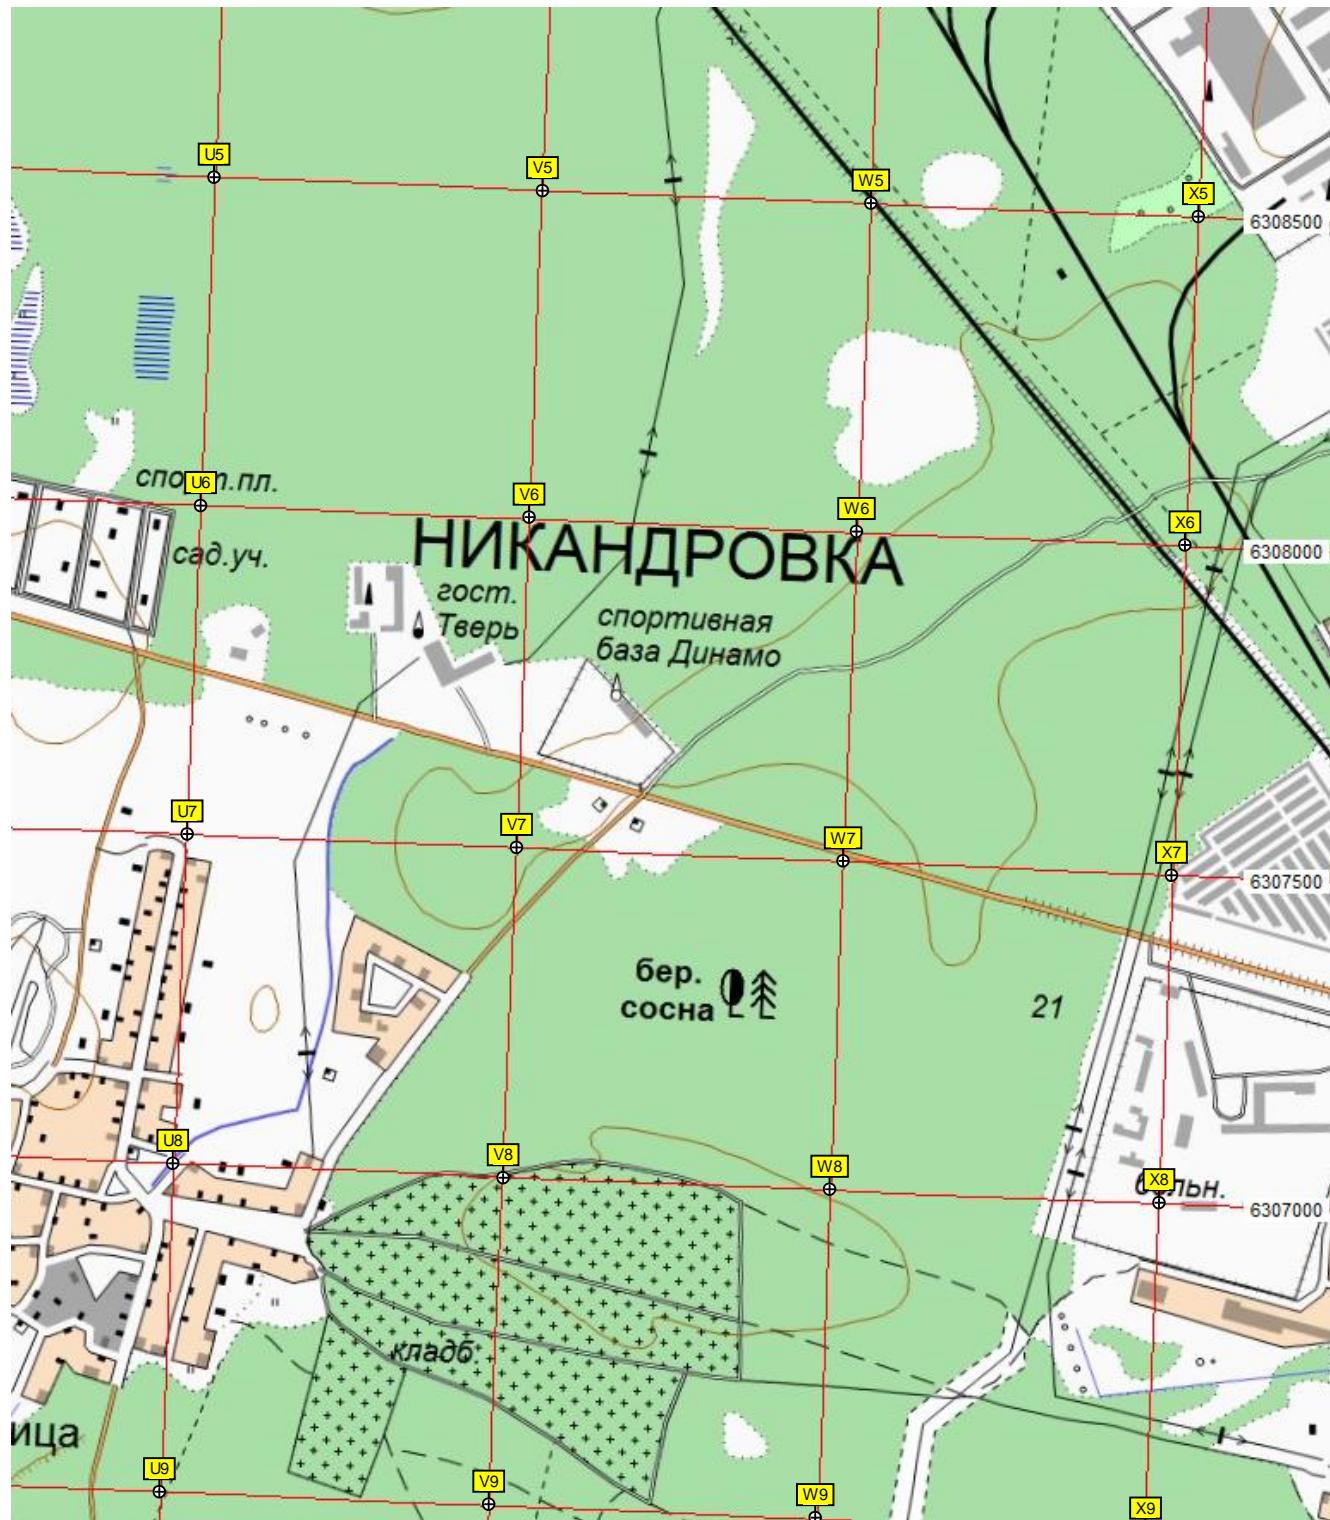 U5
V5
W5
X5
6308500
спорт.пл.
U6
V6
W6
X6
6308000
НИКАНДРОВКА
сад.уч.
гост.
Тверь
спортивная
база Динамо
U7
V7
W7
X7
6307500
бер.
сосна
21
U8
V8
W8
X8
больн.
6307000
кладб.
ица
U9
V9
W9
X9